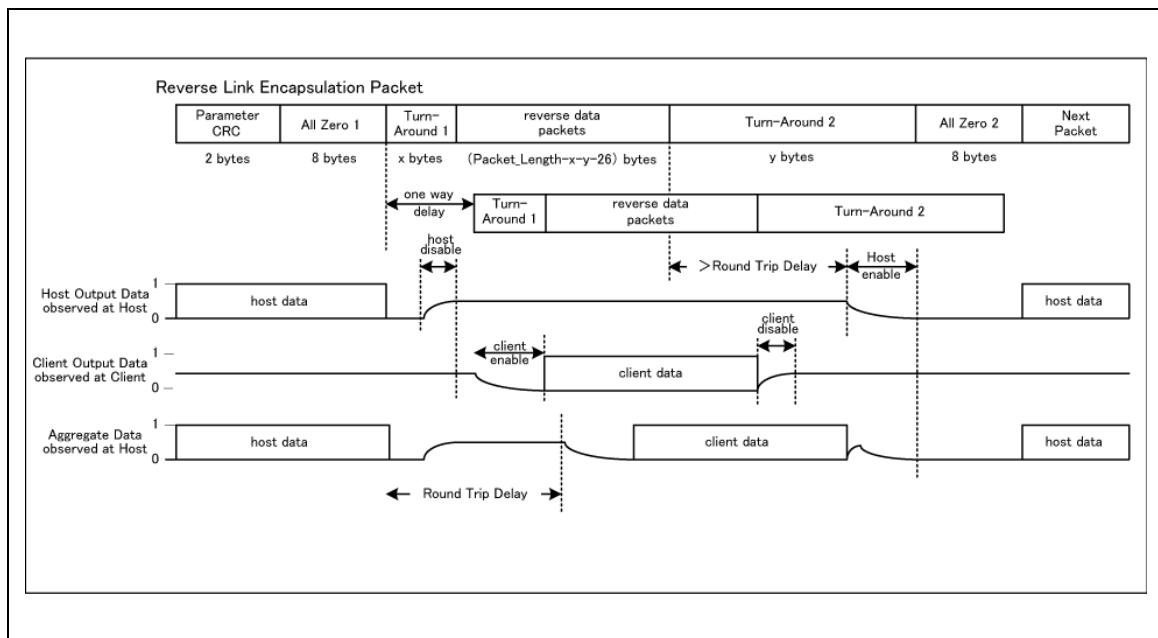 Reverse Link Encapsulation Packet
Parameter
CRC
All Zero 1
Turn-
Around 1
reverse data
packets
Turn-Around 2
All Zero 2
Next
Packet
2 bytes
8 bytes
x bytes
(Packet_Length-x-y-26) bytes
y bytes
8 bytes
one way
delay
Turn-
Around 1
reverse data
packets
Turn-Around 2
host
disable
>Round Trip Delay
Host
enable
Host Output Data
observed at Host
1
0
host data
host data
client
disable
Client Output Data
observed at Client
1
0
client
enable
client data
Aggregate Data
observed at Host
1
0
host data
client data
host data
Round Trip Delay